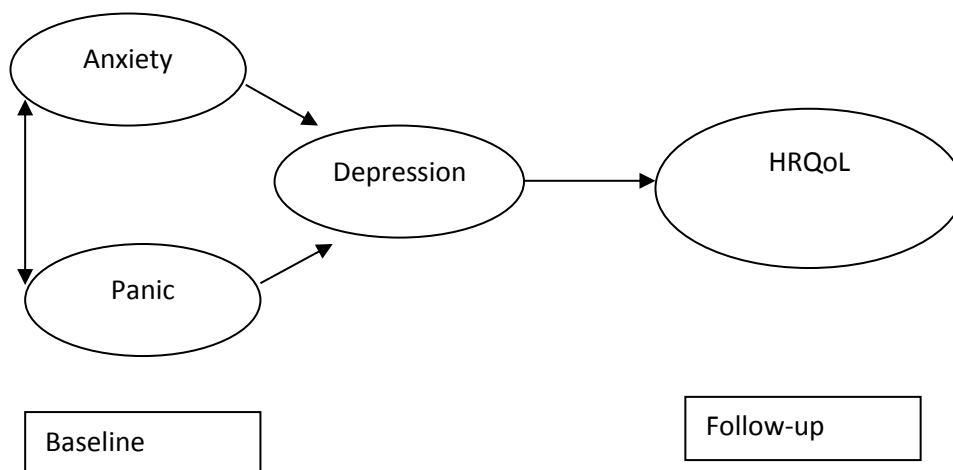 Anxiety
Depression
HRQoL
Panic
Baseline
Follow-up